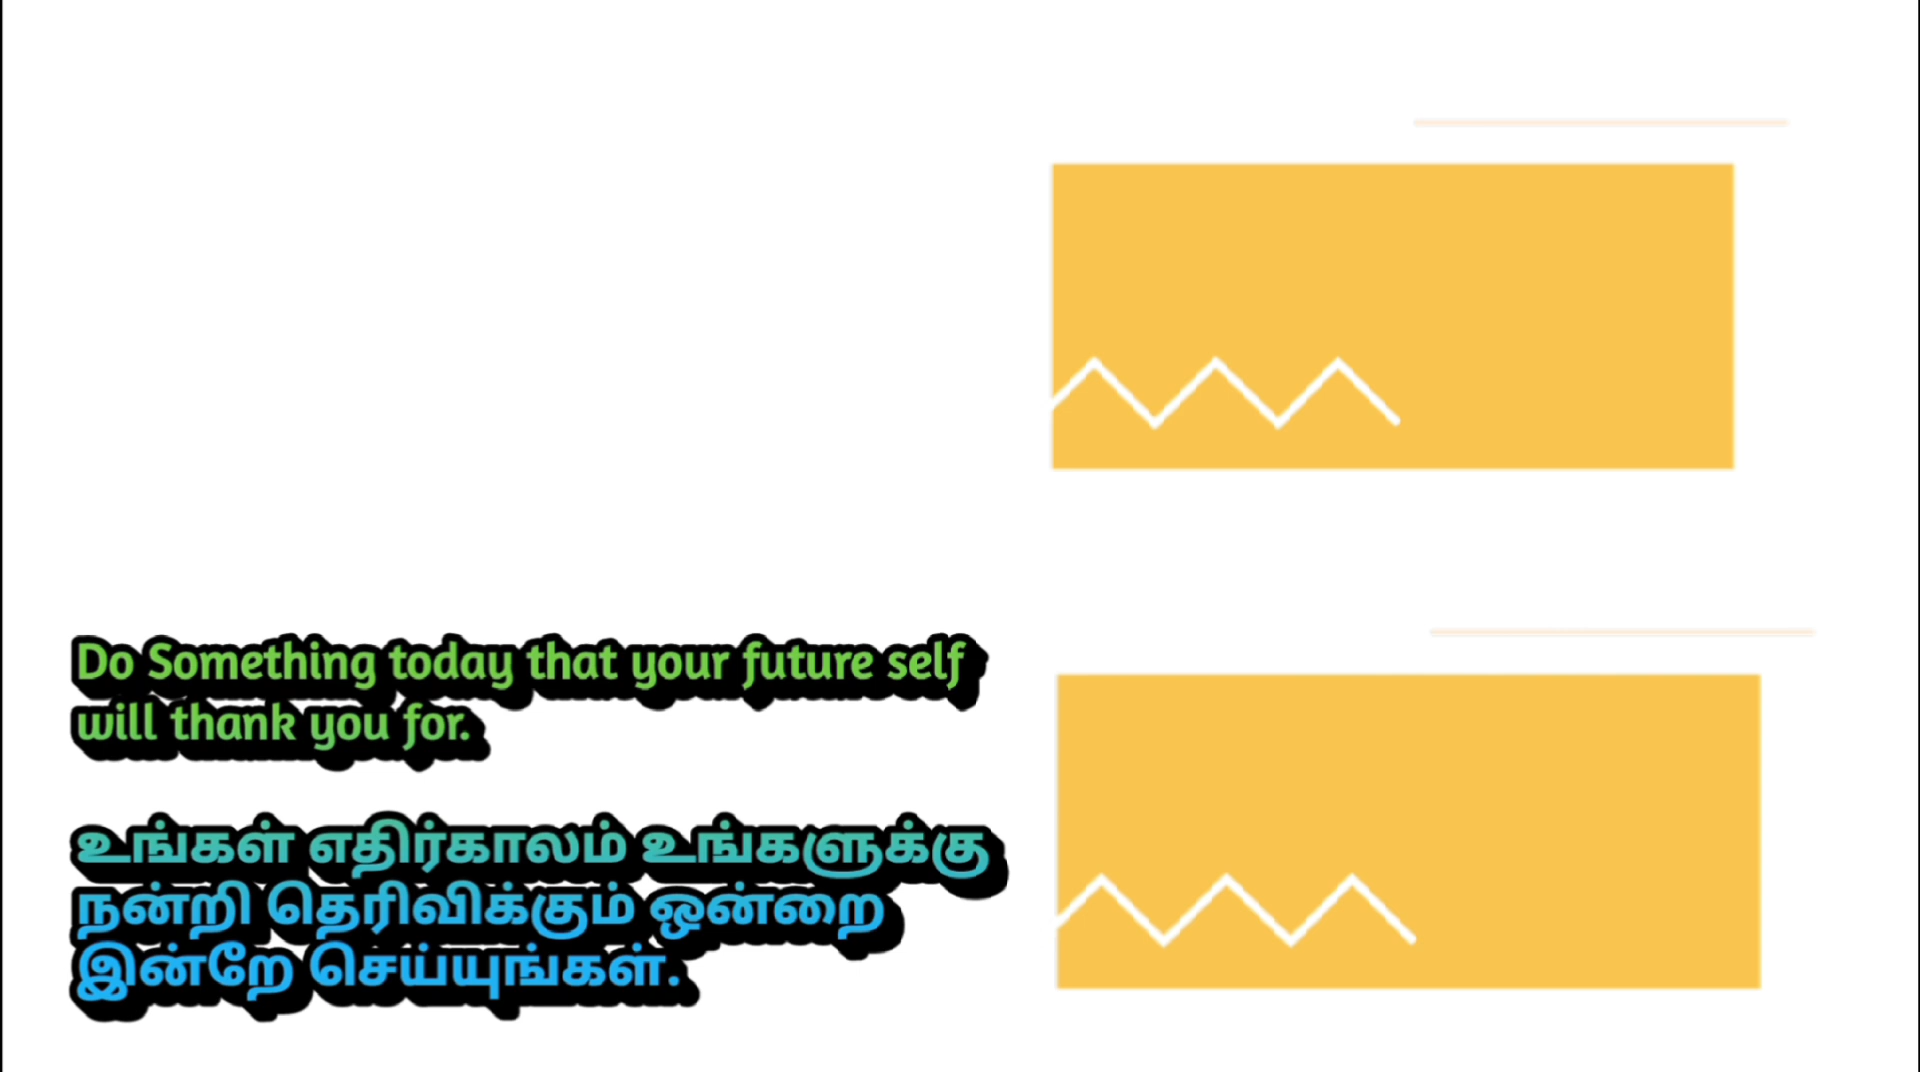 Do Something today that your future self
will thank you for.
உங்கள் எதிர்காலம் உங்களுக்கு
நன்றி தெரிவிக்கும் ஒன்றை
இன்றே செய்யுங்கள்.